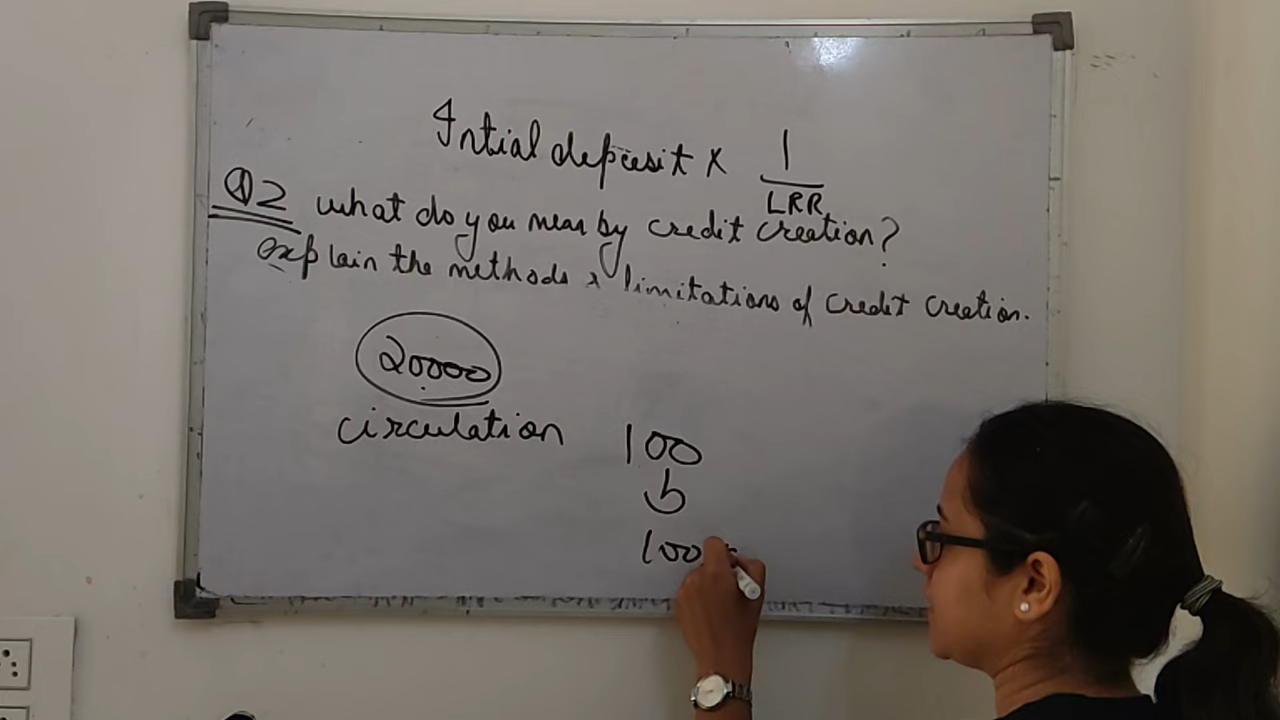 Intial deposit x 1
LRR
Q2 what do you mean by credit creation?
explain the methods & limitations of credit creation.
20000
circulation
100
100